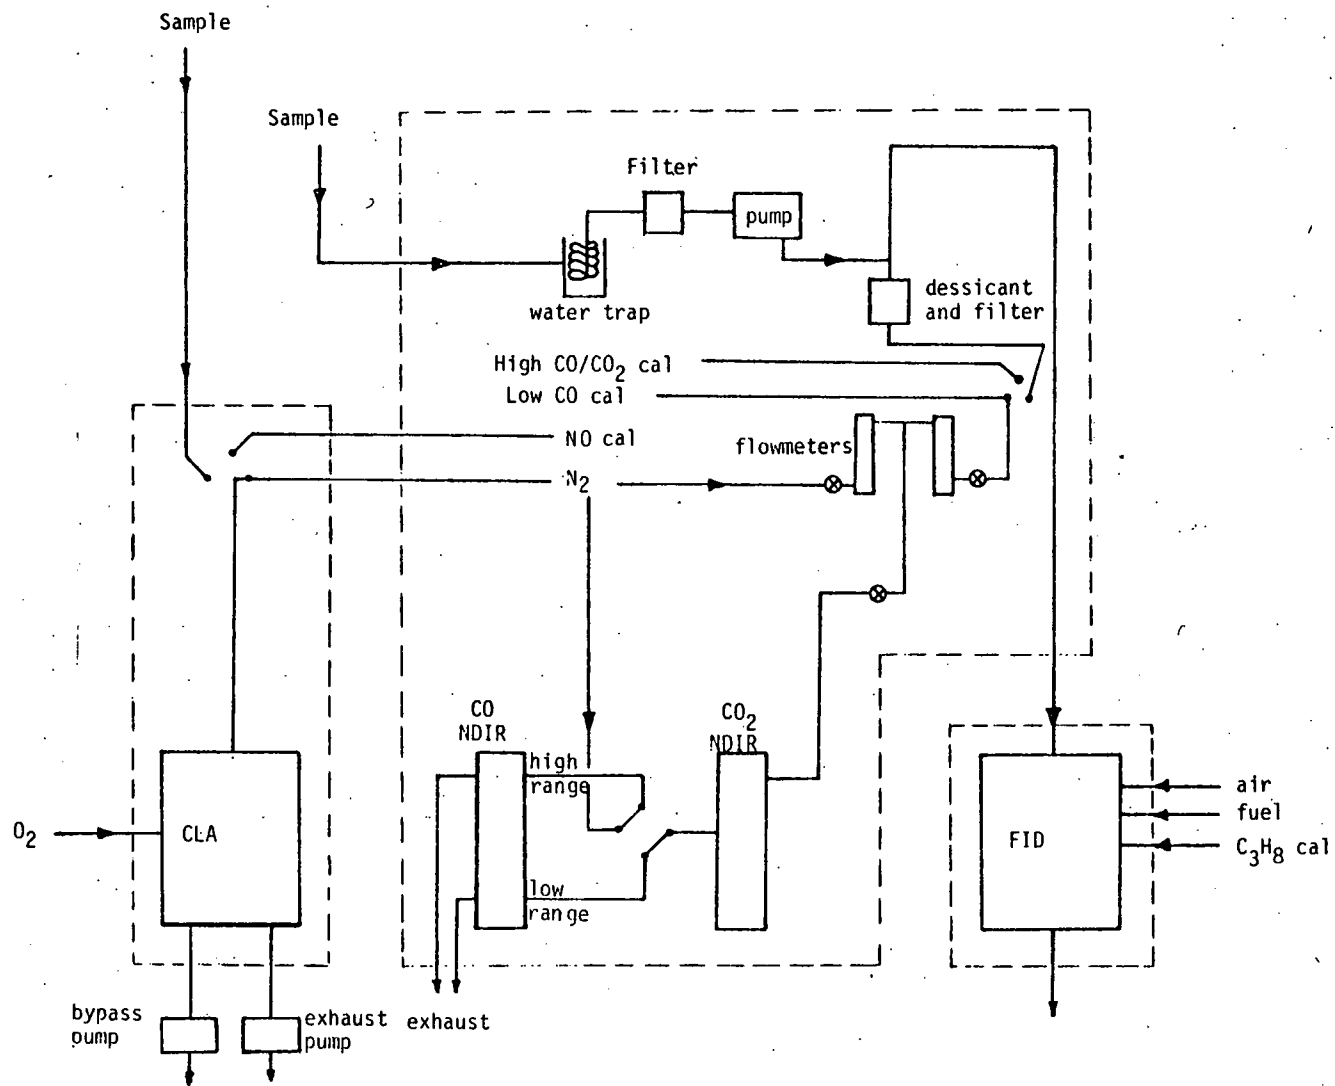 Sample
Sample
Filter
pump
water trap
dessicant
and filter
High CO/CO₂ cal
Low CO cal
NO cal
flowmeters
N₂
CO
NDIR
CO₂
NDIR
high
range
low
range
O₂
CLA
FID
air
fuel
C₃H₈ cal
bypass
pump
exhaust
pump
exhaust